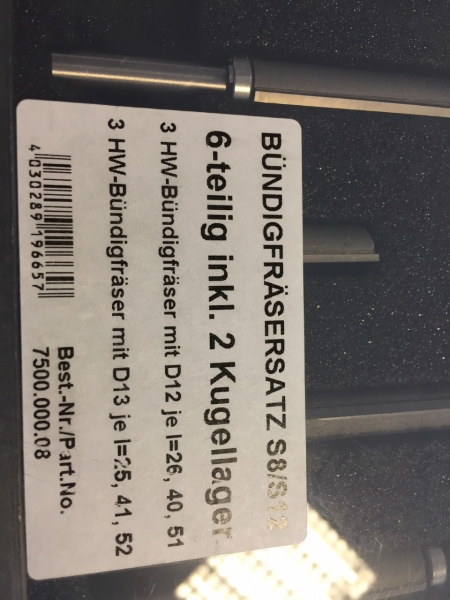 BÜNDIGFRÄSERSATZ S8/S12
6-teilig inkl. 2 Kugellager
3 HW-Bündigfräser mit D12 je l=26, 40, 51
3 HW-Bündigfräser mit D13 je l=25, 41, 52
Best.-Nr./Part.No.
7500.000.08
4 030289 196657